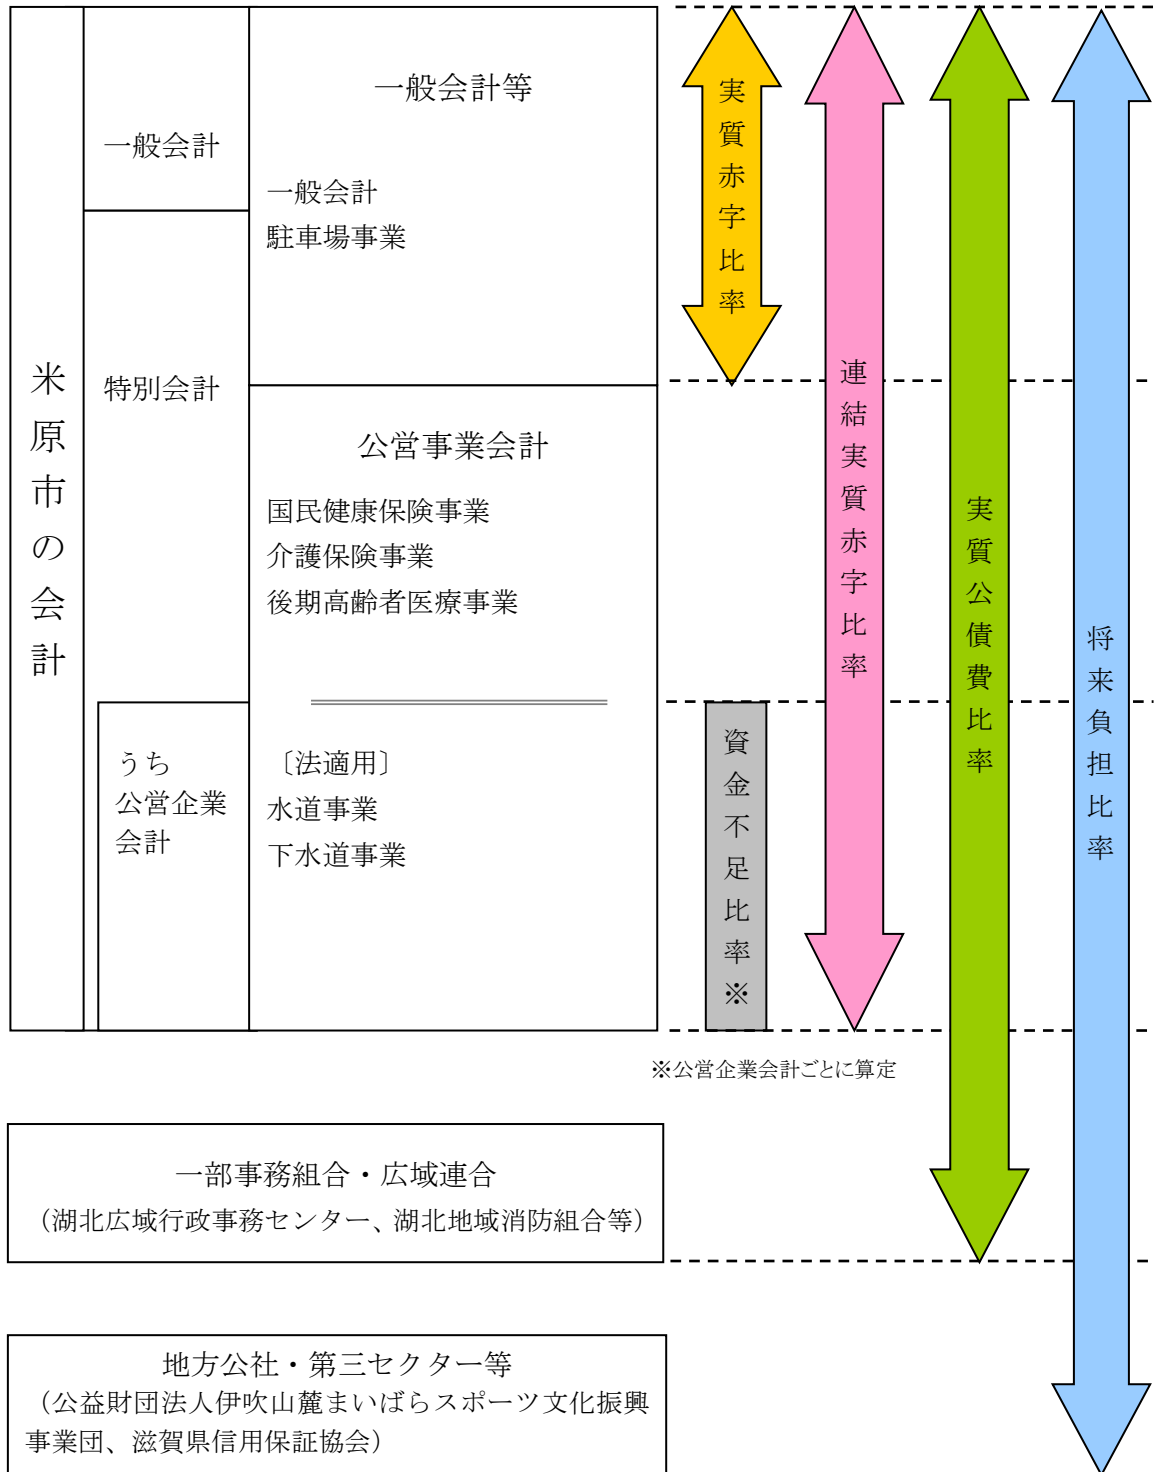 米原市の会計
一般会計
特別会計
うち
公営企業
会計
一般会計等
一般会計
駐車場事業
公営事業会計
国民健康保険事業
介護保険事業
後期高齢者医療事業
〔法適用〕
水道事業
下水道事業
実質赤字比率
資金不足比率※
連結実質赤字比率
実質公債費比率
将来負担比率
※公営企業会計ごとに算定
一部事務組合・広域連合
（湖北広域行政事務センター、湖北地域消防組合等）
地方公社・第三セクター等
（公益財団法人伊吹山麓まいばらスポーツ文化振興
事業団、滋賀県信用保証協会）